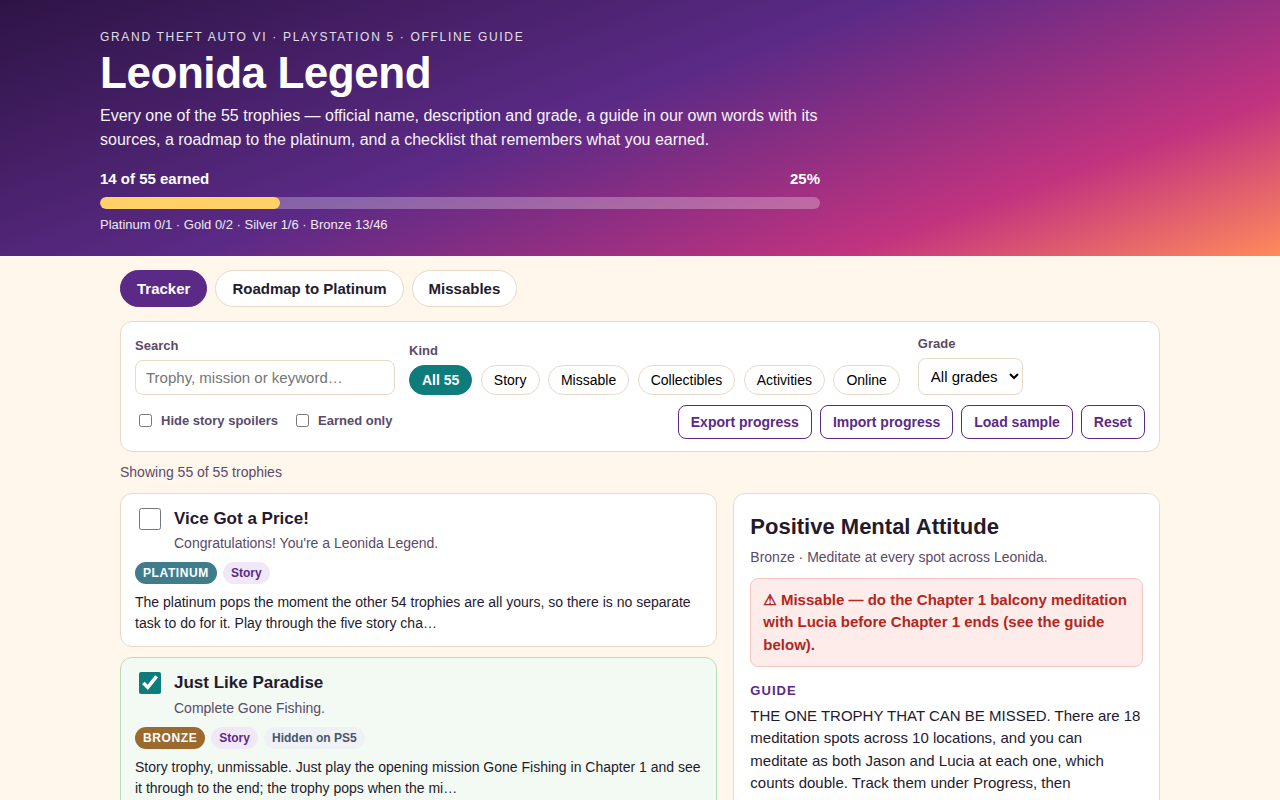 GRAND THEFT AUTO VI · PLAYSTATION 5 · OFFLINE GUIDE
Leonida Legend
Every one of the 55 trophies — official name, description and grade, a guide in our own words with its
sources, a roadmap to the platinum, and a checklist that remembers what you earned.
14 of 55 earned
25%
Platinum 0/1 · Gold 0/2 · Silver 1/6 · Bronze 13/46
Tracker
Roadmap to Platinum
Missables
Search
Trophy, mission or keyword…
Kind
All 55
Story
Missable
Collectibles
Activities
Online
Grade
All grades
Hide story spoilers
Earned only
Export progress
Import progress
Load sample
Reset
Showing 55 of 55 trophies
Vice Got a Price!
Congratulations! You're a Leonida Legend.
PLATINUM
Story
The platinum pops the moment the other 54 trophies are all yours, so there is no separate
task to do for it. Play through the five story cha…
Just Like Paradise
Complete Gone Fishing.
BRONZE
Story
Hidden on PS5
Story trophy, unmissable. Just play the opening mission Gone Fishing in Chapter 1 and see
it through to the end; the trophy pops when the mi…
Positive Mental Attitude
Bronze · Meditate at every spot across Leonida.
⚠ Missable — do the Chapter 1 balcony meditation
with Lucia before Chapter 1 ends (see the guide
below).
GUIDE
THE ONE TROPHY THAT CAN BE MISSED. There are 18
meditation spots across 10 locations, and you can
meditate as both Jason and Lucia at each one, which
counts double. Track them under Progress, then